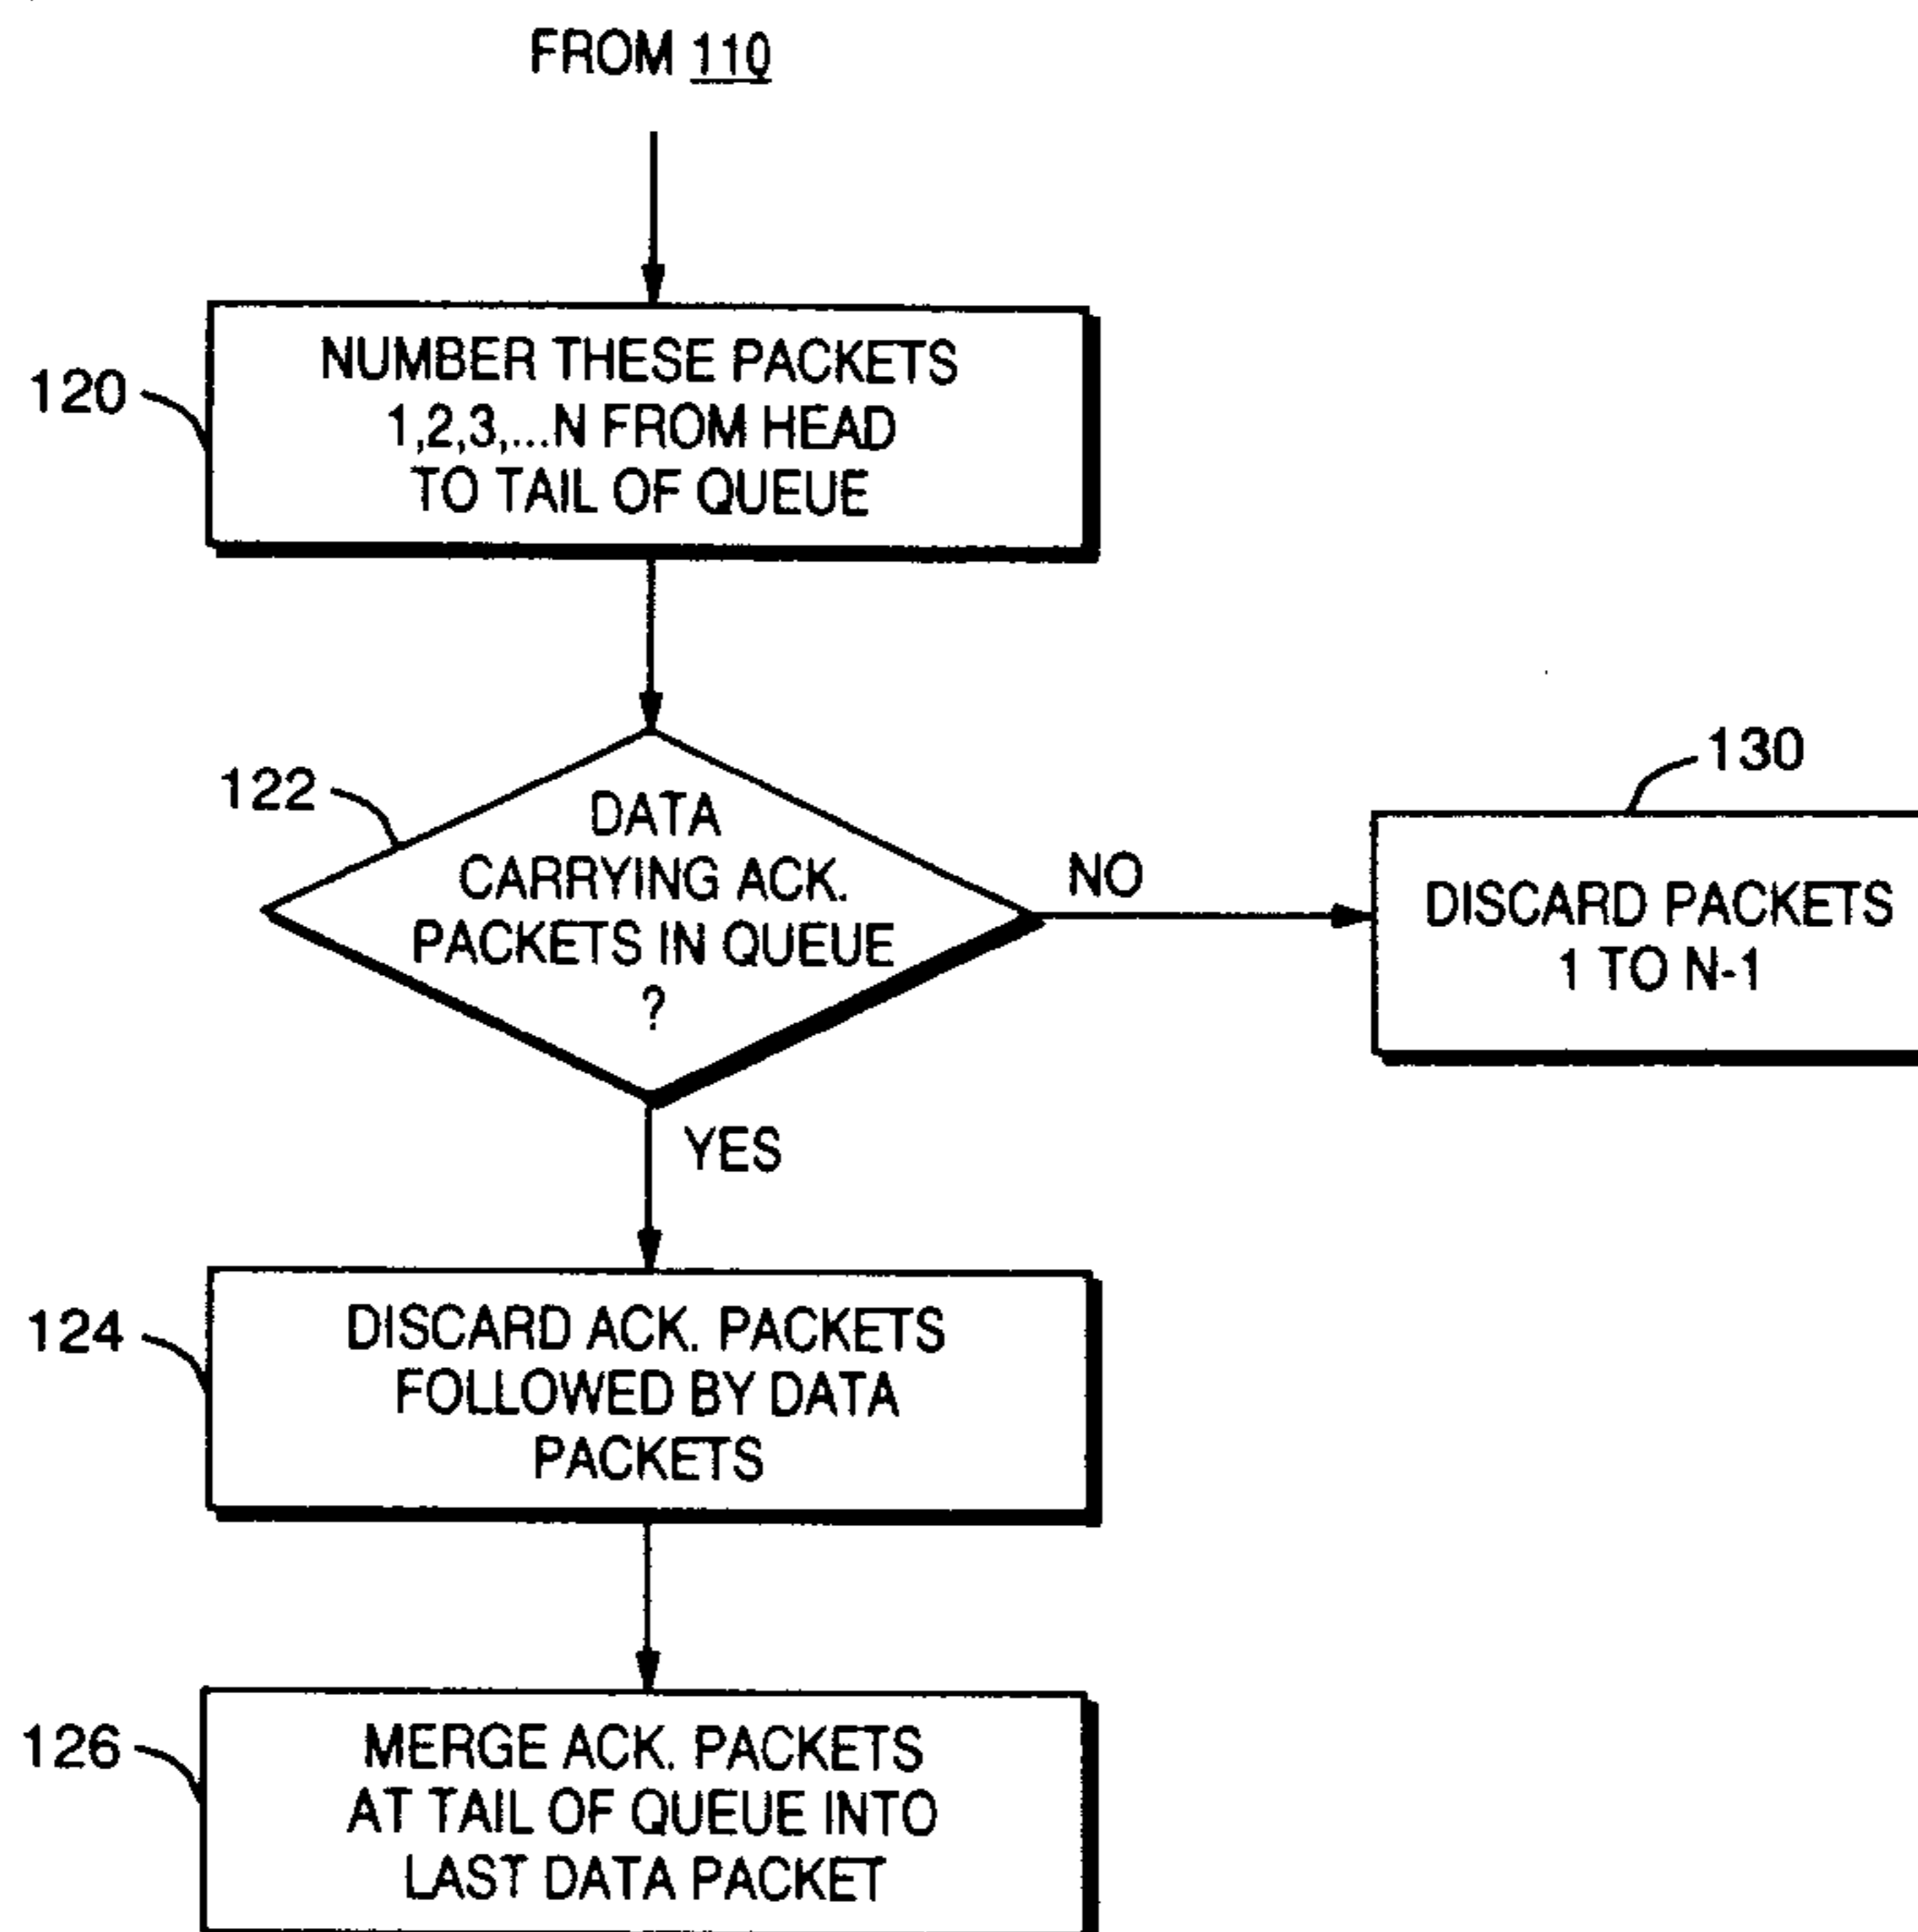 FROM 110
120
NUMBER THESE PACKETS
1,2,3,...N FROM HEAD
TO TAIL OF QUEUE
122
DATA
CARRYING ACK.
PACKETS IN QUEUE
?
NO
130
DISCARD PACKETS
1 TO N-1
YES
124
DISCARD ACK. PACKETS
FOLLOWED BY DATA
PACKETS
126
MERGE ACK. PACKETS
AT TAIL OF QUEUE INTO
LAST DATA PACKET